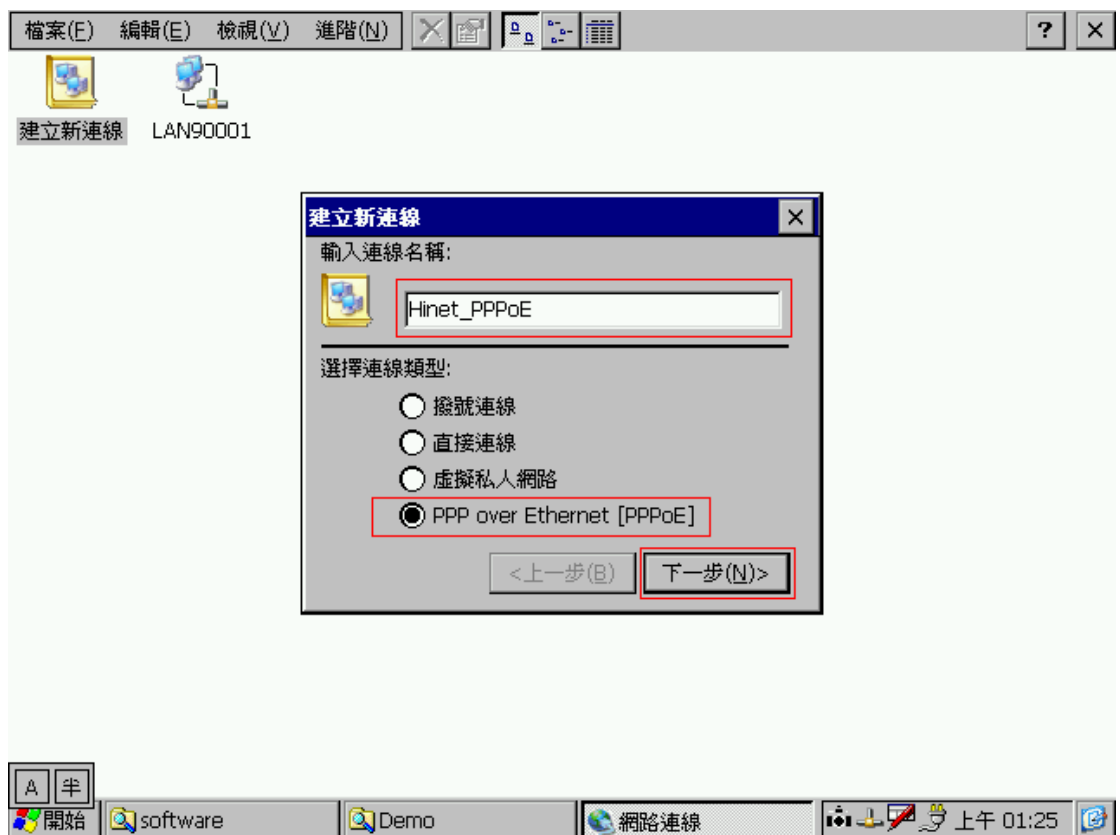 檔案(F) 編輯(E) 檢視(V) 進階(N) ? ×
建立新連線 LAN90001
建立新連線
輸入連線名稱:
Hinet_PPPoE
選擇連線類型:
撥號連線
直接連線
虛擬私人網路
PPP over Ethernet [PPPoE]
<上一步(B) 下一步(N)>
A 半
開始 software Demo 網路連線 上午 01:25